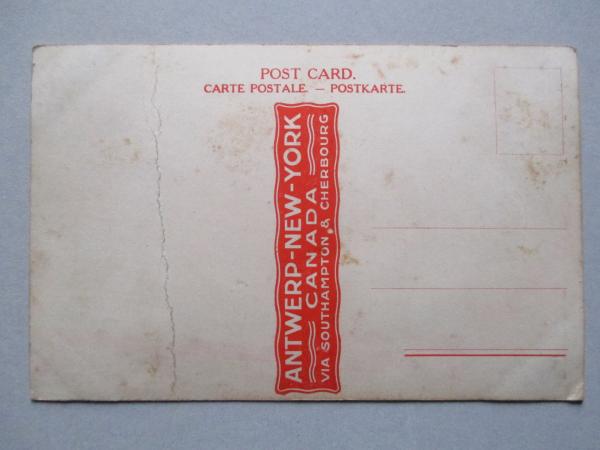 POST CARD.
CARTE POSTALE. — POSTKARTE.
ANTWERP-NEW-YORK
CANADA
VIA SOUTHAMPTON & CHERBOURG